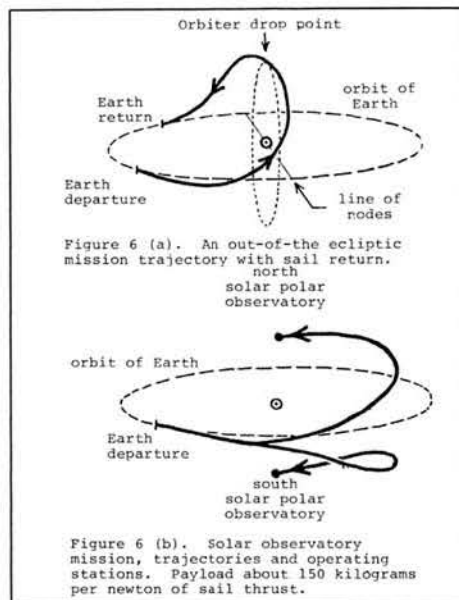 Orbiter drop point
orbit of
Earth
Earth
return
Earth
departure
line of
nodes
Figure 6 (a). An out-of-the ecliptic
mission trajectory with sail return.
north
solar polar
observatory
orbit of Earth
Earth
departure
south
solar polar
observatory
Figure 6 (b). Solar observatory
mission, trajectories and operating
stations. Payload about 150 kilograms
per newton of sail thrust.